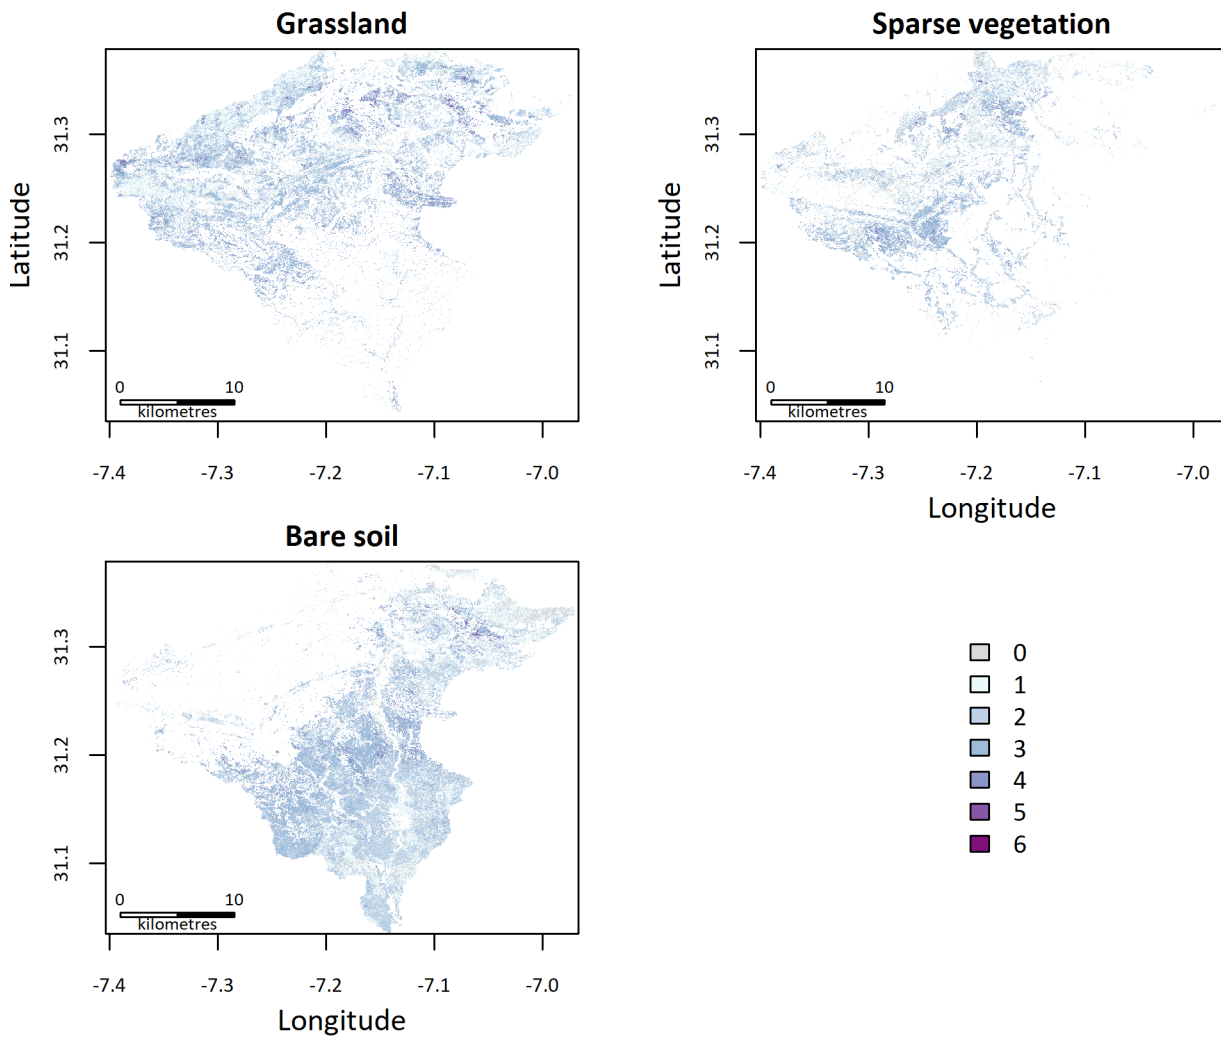 Grassland
Latitude
31.3
31.2
31.1
0 10
kilometres
-7.4 -7.3 -7.2 -7.1 -7.0
Sparse vegetation
Latitude
31.3
31.2
31.1
0 10
kilometres
-7.4 -7.3 -7.2 -7.1 -7.0
Longitude
Bare soil
31.3
31.2
31.1
0 10
kilometres
-7.4 -7.3 -7.2 -7.1 -7.0
Longitude
0
1
2
3
4
5
6